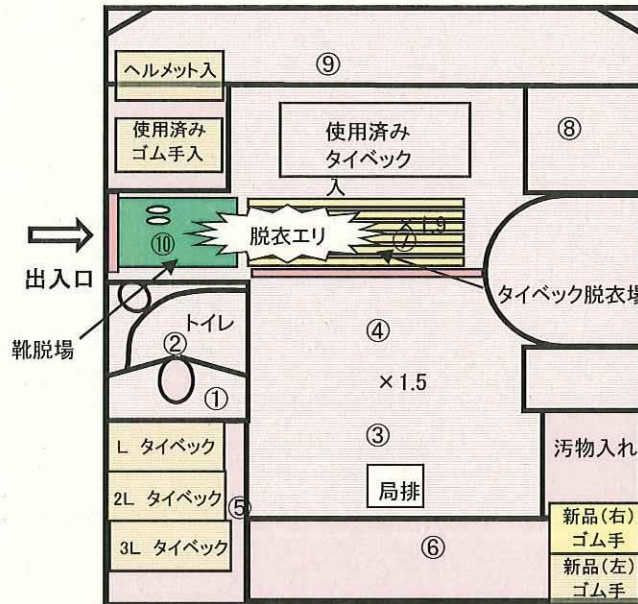 ⑨
ヘルメット入
使用済み
ゴム手入
使用済み
タイベック
入
⑧
⑩
脱衣エリ
⑦
× 1.9
出入口
靴脱場
タイベック脱衣場
トイレ
②
①
④
× 1.5
③
局排
L タイベック
2L タイベック
3L タイベック
⑤
⑥
汚物入れ
新品(右)
ゴム手
新品(左)
ゴム手